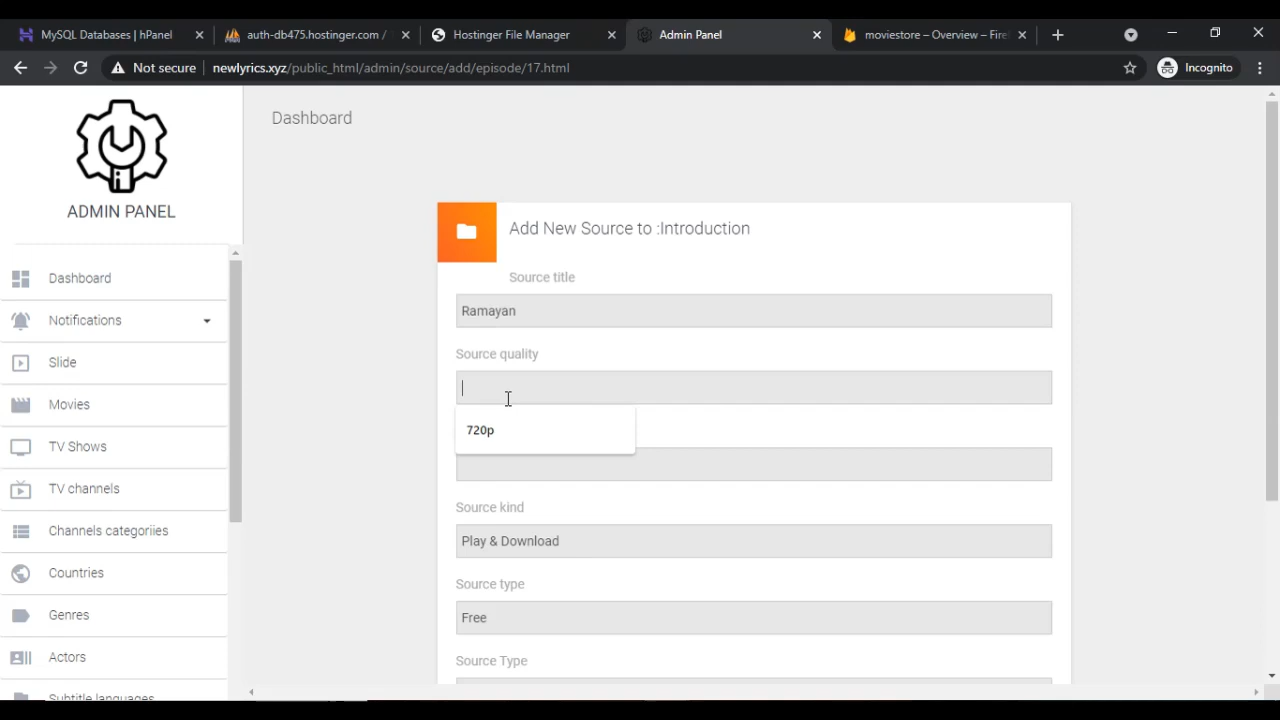 MySQL Databases | hPanel
auth-db475.hostinger.com /
Hostinger File Manager
Admin Panel
moviestore – Overview – Fire
Not secure
newlyrics.xyz/public_html/admin/source/add/episode/17.html
Incognito
ADMIN PANEL
Dashboard
Notifications
Slide
Movies
TV Shows
TV channels
Channels categoriies
Countries
Genres
Actors
Subtitle languages
Dashboard
Add New Source to :Introduction
Source title
Ramayan
Source quality
720p
Source kind
Play & Download
Source type
Free
Source Type